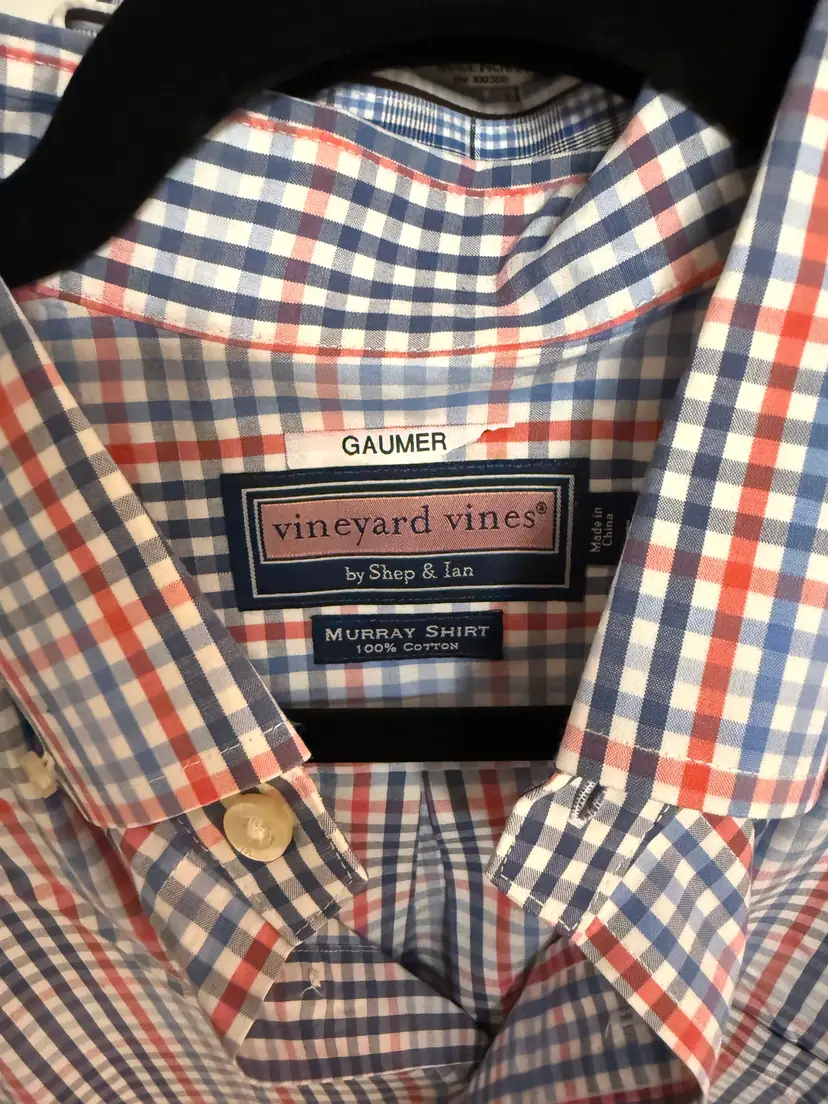 GAUMER
vineyard vines®
by Shep & Ian
Made in
China
MURRAY SHIRT
100% COTTON